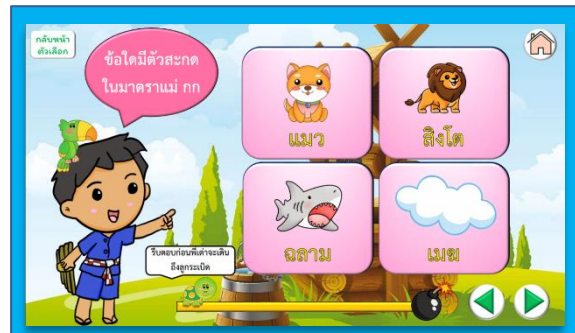 กลับหน้า
ตัวเลือก
ข้อใดมีตัวสะกด
ในมาตราแม่ กก
แมว
สิงโต
ฉลาม
เมฆ
รีบตอบก่อนพี่เต่าจะเดิน
ถึงลูกระเบิด